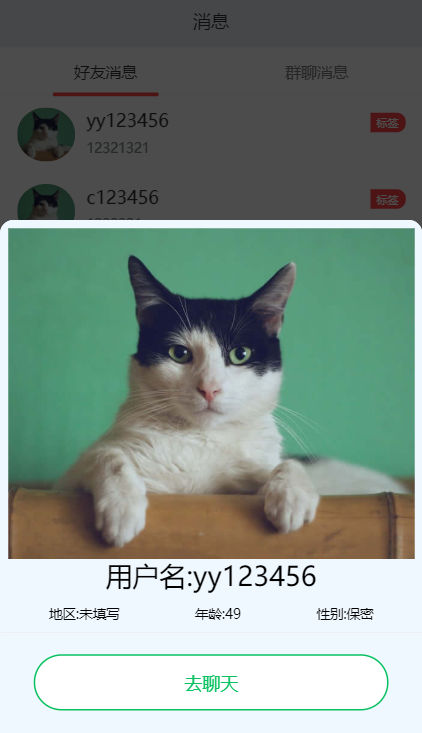 消息
好友消息 群聊消息
yy123456 标签
12321321
c123456 标签
用户名:yy123456
地区:未填写 年龄:49 性别:保密
去聊天